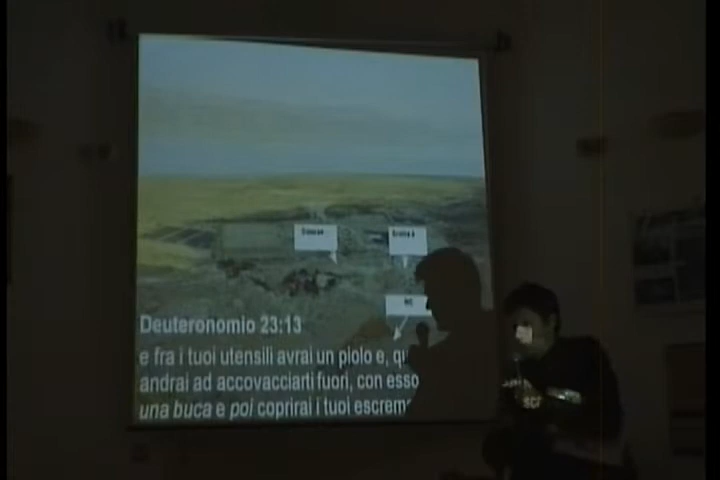 Deuteronomio 23:13
e fra i tuoi utensili avrai un piolo e,
andrai ad accovacciarti fuori, con esso
una buca e poi coprirai i tuoi escrem